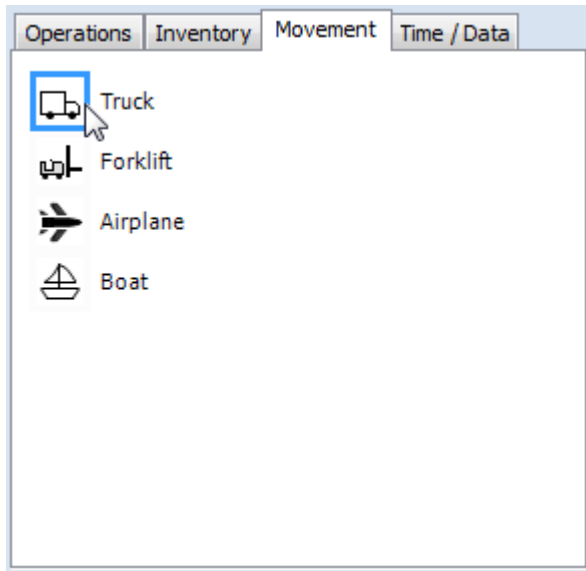 Operations Inventory Movement Time / Data
Truck
Forklift
Airplane
Boat